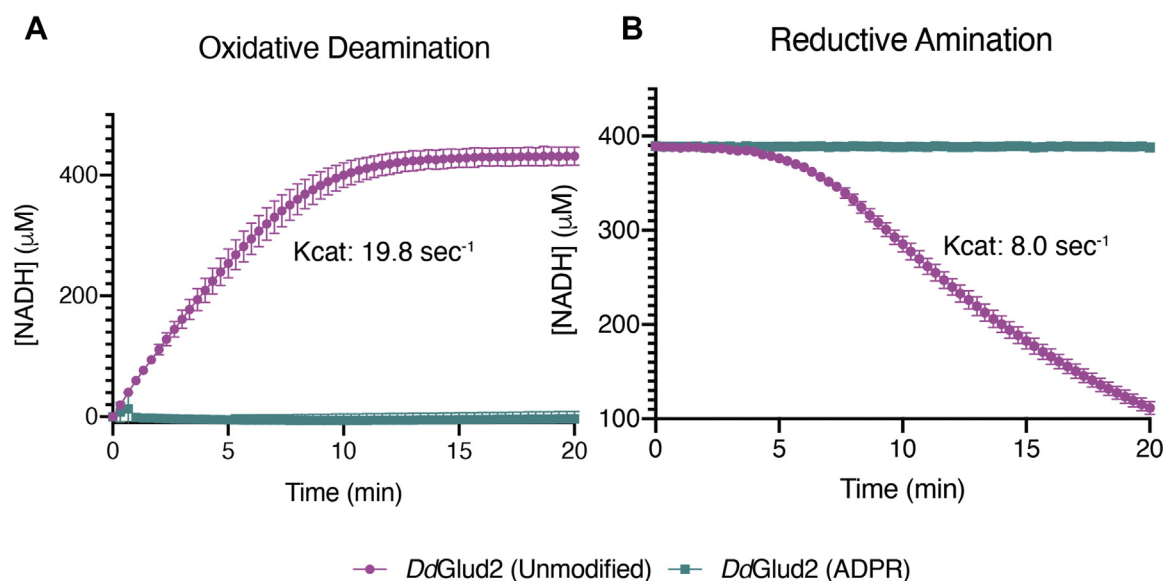 A
Oxidative Deamination
[NADH] (μM)
400
200
0
Kcat: 19.8 sec⁻¹
0 5 10 15 20
Time (min)
B
Reductive Amination
[NADH] (μM)
400
300
200
100
Kcat: 8.0 sec⁻¹
0 5 10 15 20
Time (min)
DdGlud2 (Unmodified) DdGlud2 (ADPR)